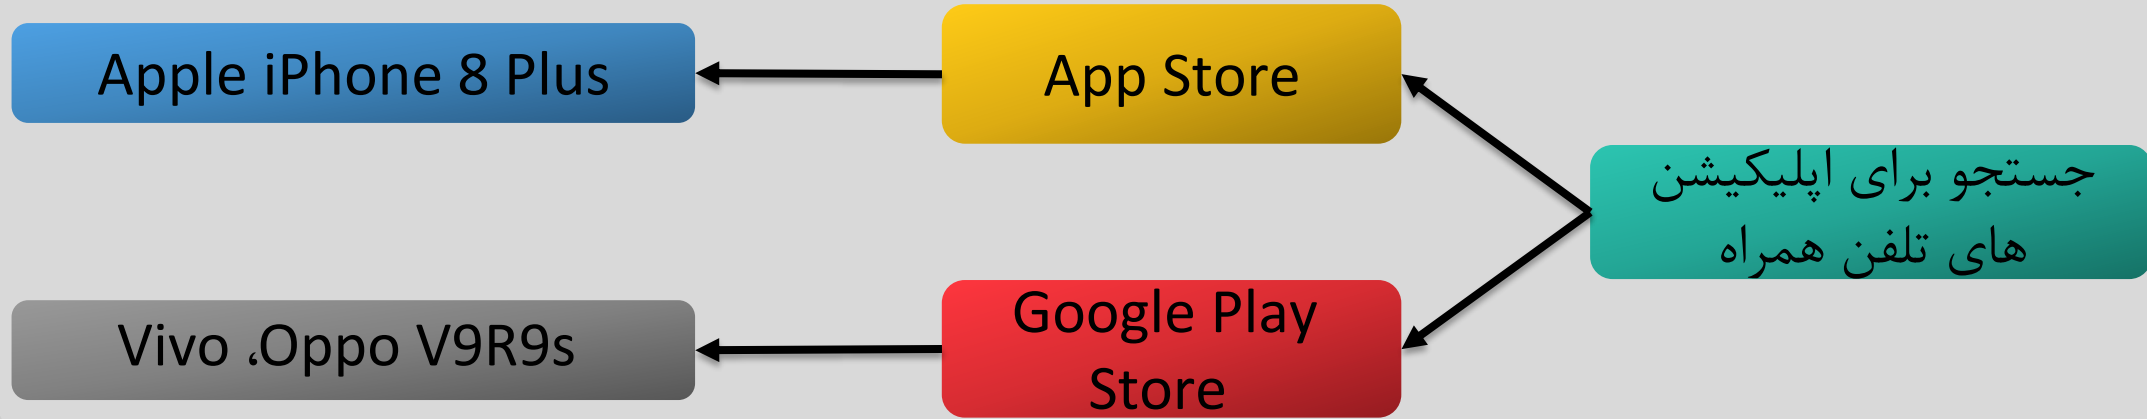 جستجو برای اپلیکیشن
های تلفن همراه
App Store
Apple iPhone 8 Plus
Google Play
Store
Vivo ،Oppo V9R9s